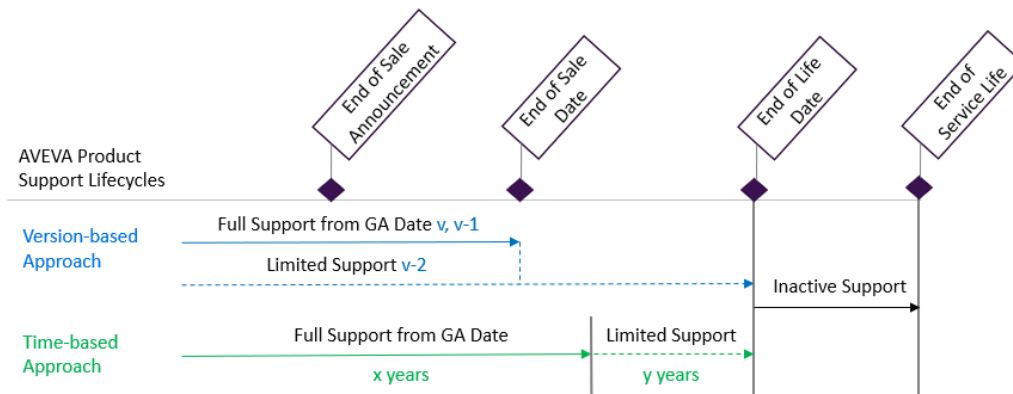 End of Sale
Announcement
End of Sale
Date
End of Life
Date
End of
Service Life
AVEVA Product
Support Lifecycles
Version-based
Approach
Full Support from GA Date v, v-1
Limited Support v-2
Inactive Support
Time-based
Approach
Full Support from GA Date
Limited Support
x years
y years